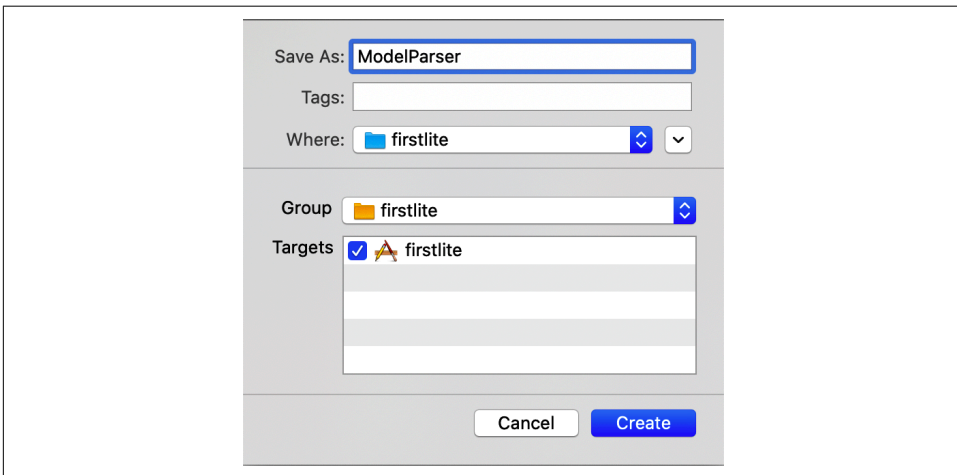 Save As: ModelParser
Tags:
Where: firstlite
Group firstlite
Targets firstlite
Cancel Create